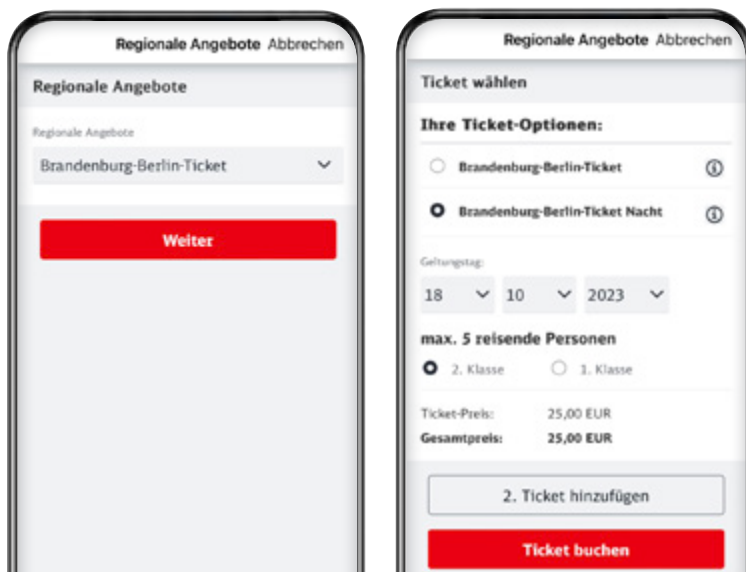 Regionale Angebote Abbrechen
Regionale Angebote
Regionale Angebote
Brandenburg-Berlin-Ticket
Weiter
Regionale Angebote Abbrechen
Ticket wählen
Ihre Ticket-Optionen:
Brandenburg-Berlin-Ticket
Brandenburg-Berlin-Ticket Nacht
Geltungstag:
18 10 2023
max. 5 reisende Personen
2. Klasse 1. Klasse
Ticket-Preis: 25,00 EUR
Gesamtpreis: 25,00 EUR
2. Ticket hinzufügen
Ticket buchen